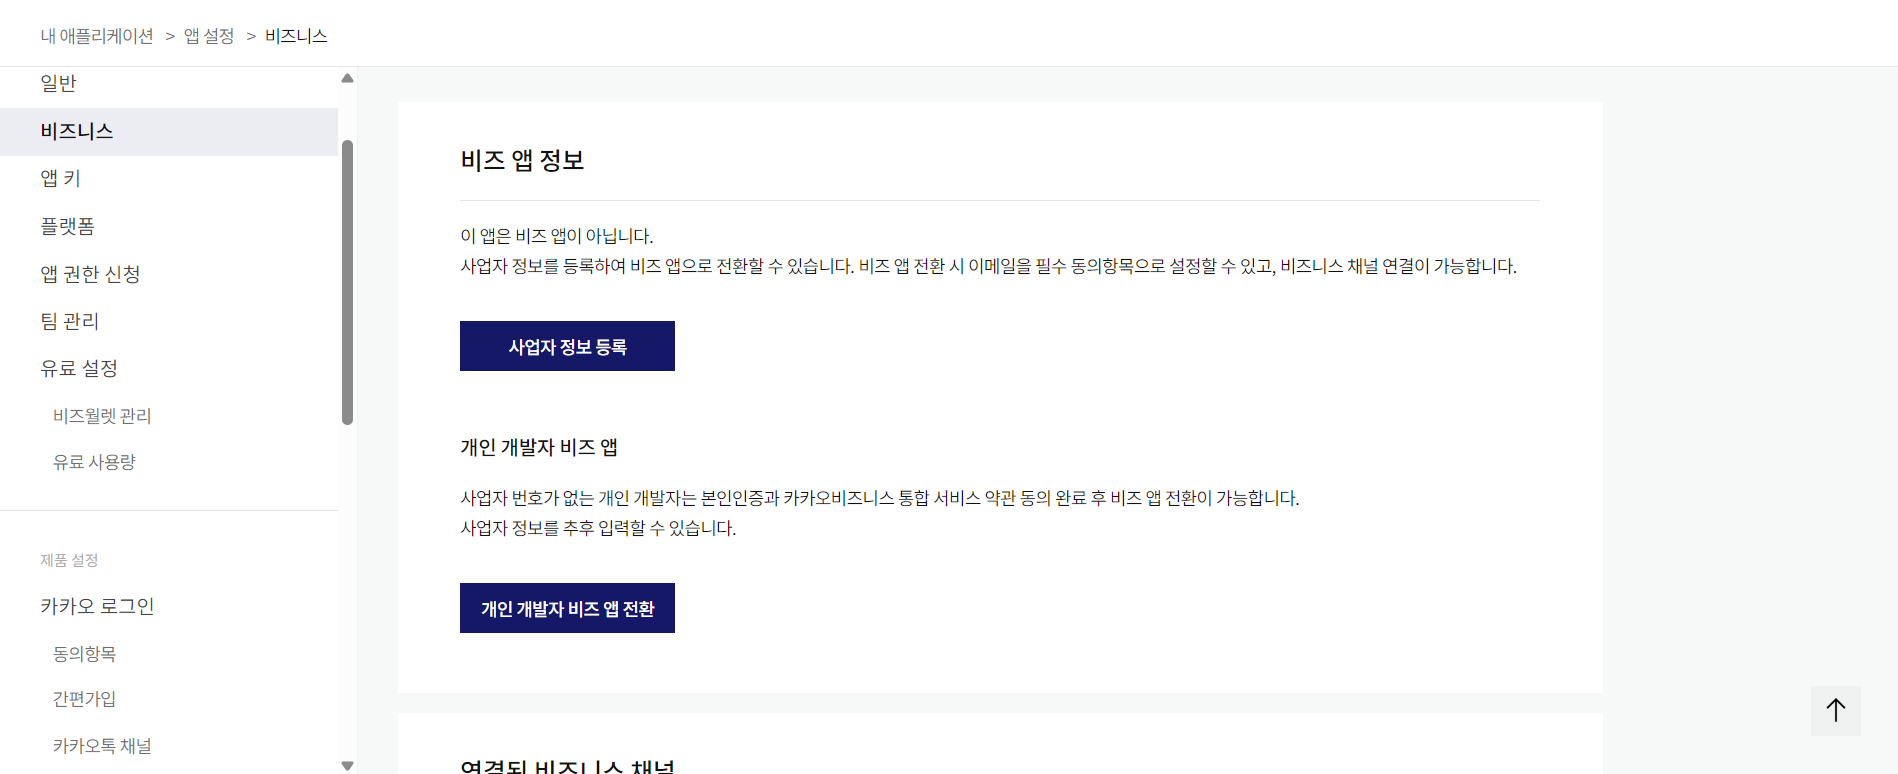 내 애플리케이션 > 앱 설정 > 비즈니스
일반
비즈니스
앱 키
플랫폼
앱 권한 신청
팀 관리
유료 설정
비즈월렛 관리
유료 사용량
제품 설정
카카오 로그인
동의항목
간편가입
카카오톡 채널
비즈 앱 정보
이 앱은 비즈 앱이 아닙니다.
사업자 정보를 등록하여 비즈 앱으로 전환할 수 있습니다. 비즈 앱 전환 시 이메일을 필수 동의항목으로 설정할 수 있고, 비즈니스 채널 연결이 가능합니다.
사업자 정보 등록
개인 개발자 비즈 앱
사업자 번호가 없는 개인 개발자는 본인인증과 카카오비즈니스 통합 서비스 약관 동의 완료 후 비즈 앱 전환이 가능합니다.
사업자 정보를 추후 입력할 수 있습니다.
개인 개발자 비즈 앱 전환
연결된 비즈니스 채널